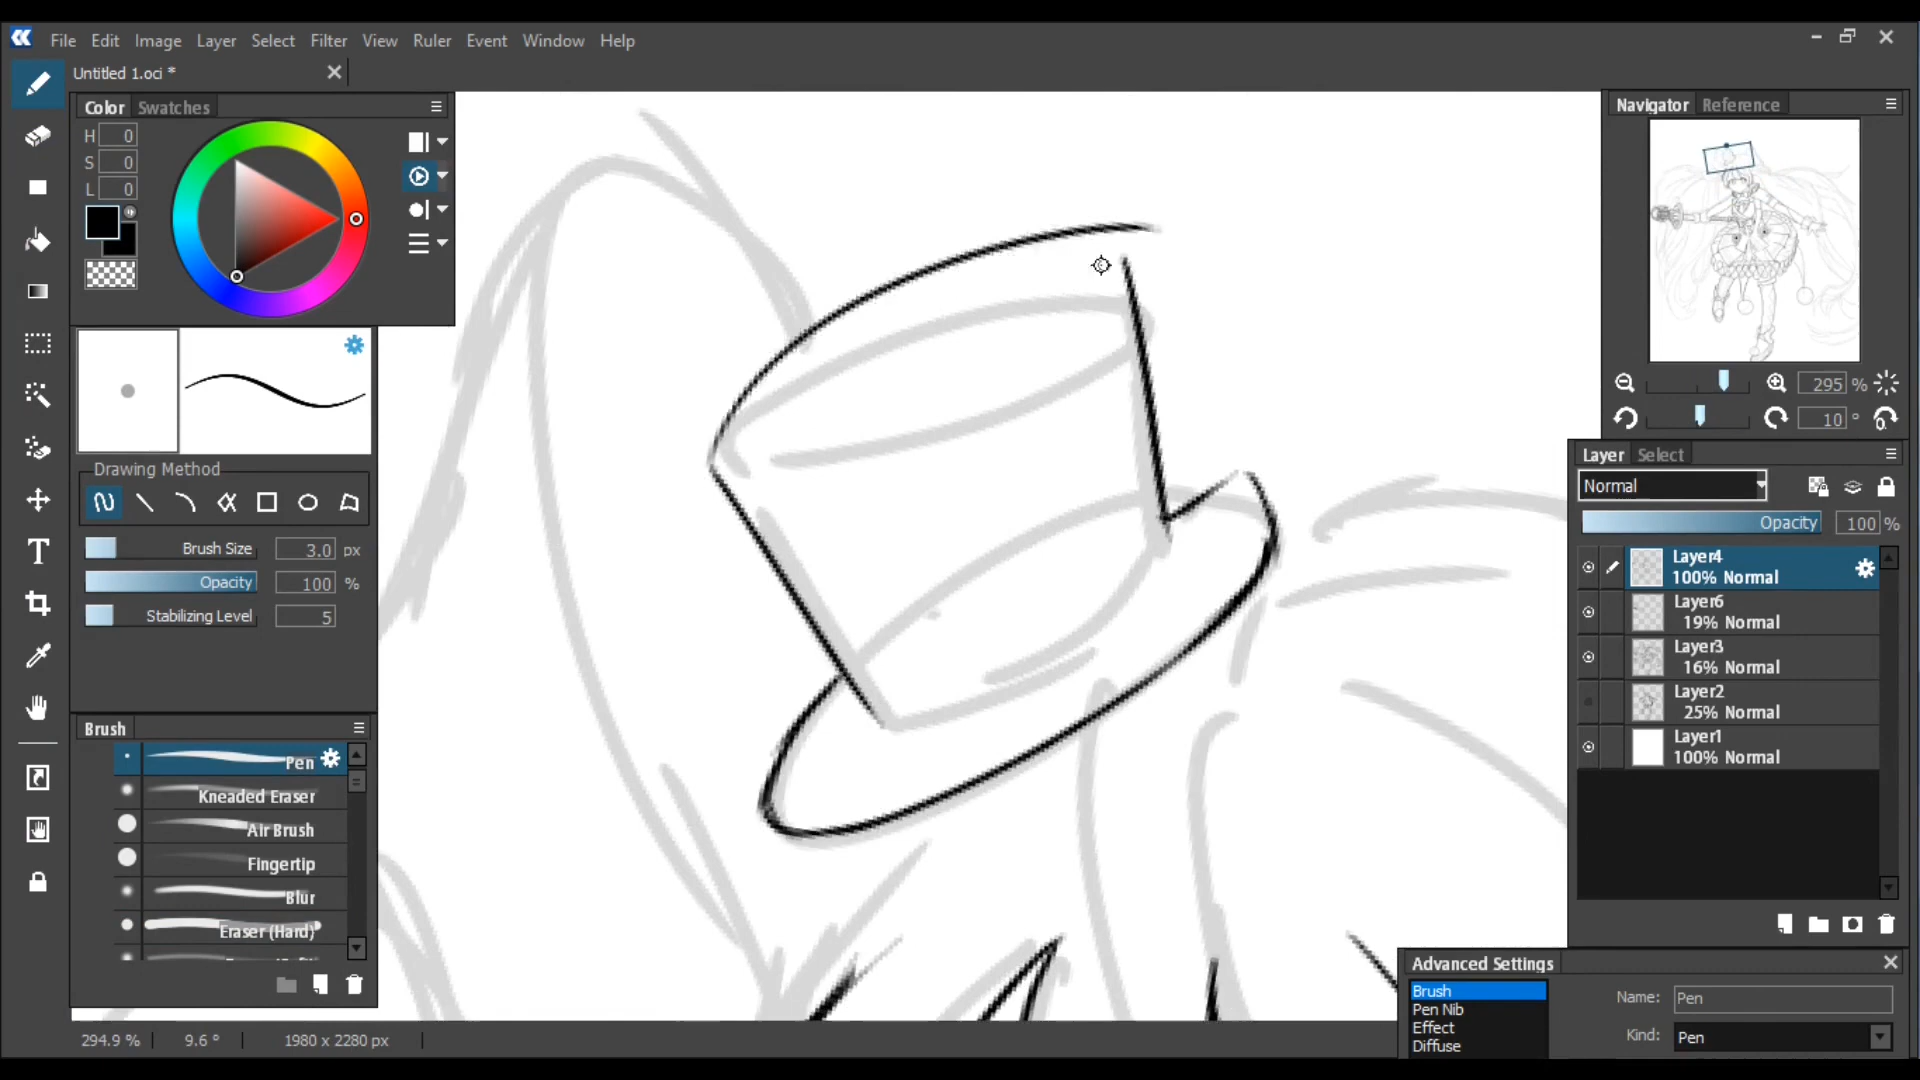 File Edit Image Layer Select Filter View Ruler Event Window Help
Untitled 1.oci *
Color Swatches
H 0
S 0
L 0
Drawing Method
Brush Size 3.0 px
Opacity 100 %
Stabilizing Level 5
Brush
Pen
Kneaded Eraser
Air Brush
Fingertip
Blur
Eraser (Hard)
294.9 % 9.6 ° 1980 x 2280 px
Navigator Reference
295 %
10 °
Layer Select
Normal
Opacity 100 %
Layer4
100% Normal
Layer6
19% Normal
Layer3
16% Normal
Layer2
25% Normal
Layer1
100% Normal
Advanced Settings
Brush
Pen Nib
Effect
Diffuse
Name: Pen
Kind: Pen